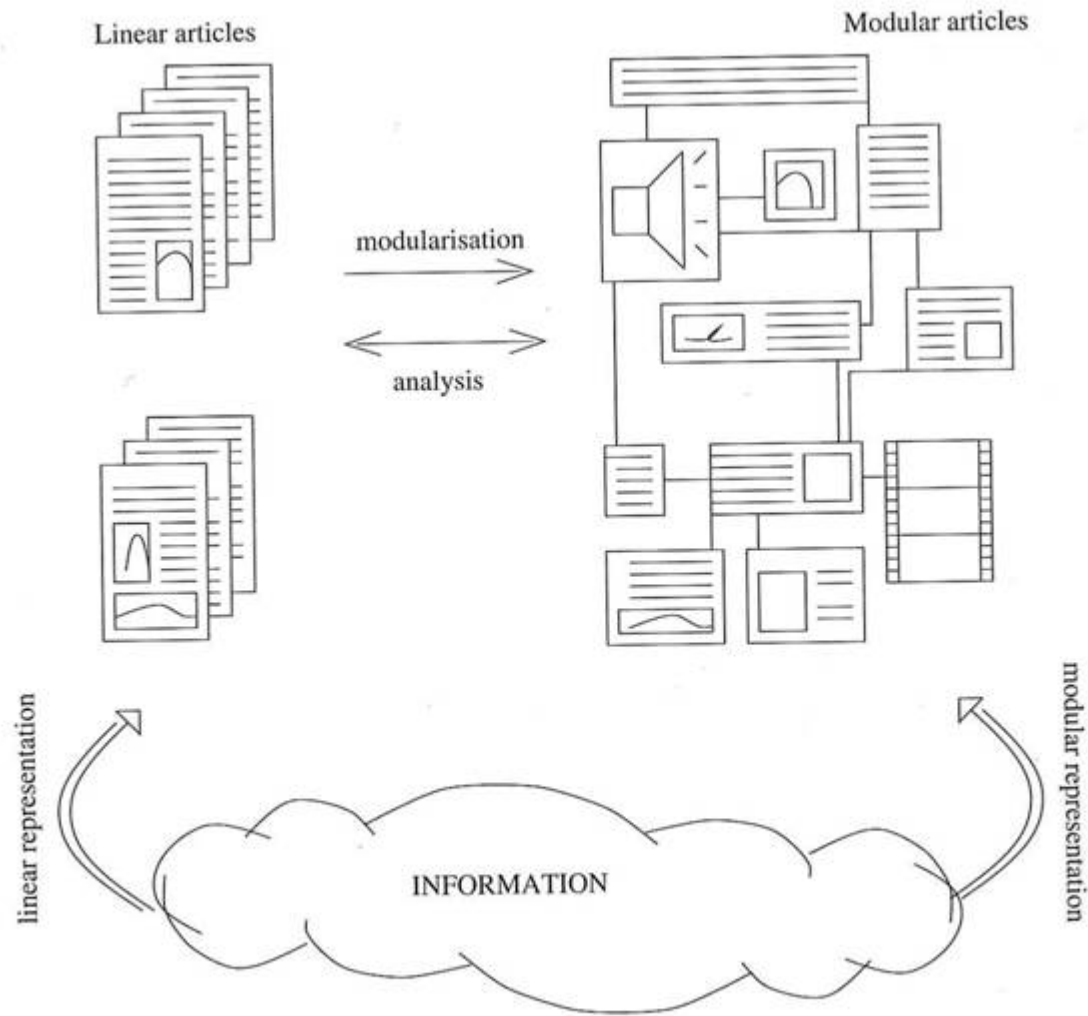 Linear articles
Modular articles
modularisation
analysis
linear representation
modular representation
INFORMATION